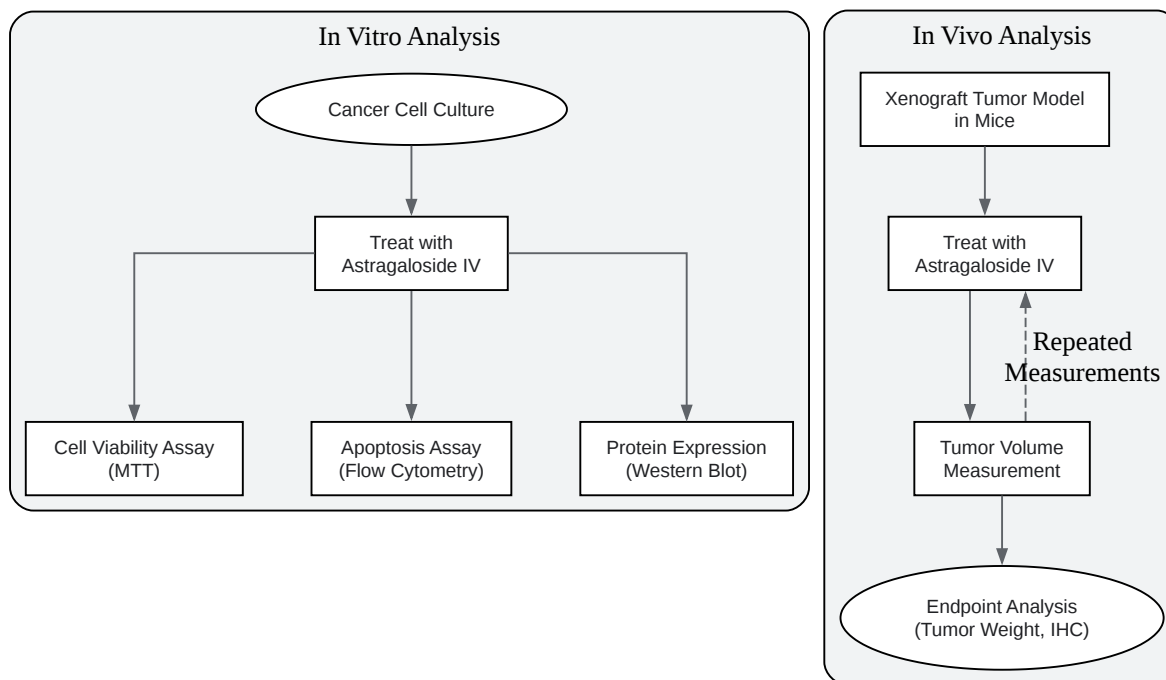 In Vitro Analysis
Cancer Cell Culture
Treat with
Astragaloside IV
Cell Viability Assay
(MTT)
Apoptosis Assay
(Flow Cytometry)
Protein Expression
(Western Blot)
In Vivo Analysis
Xenograft Tumor Model
in Mice
Treat with
Astragaloside IV
Repeated
Measurements
Tumor Volume
Measurement
Endpoint Analysis
(Tumor Weight, IHC)